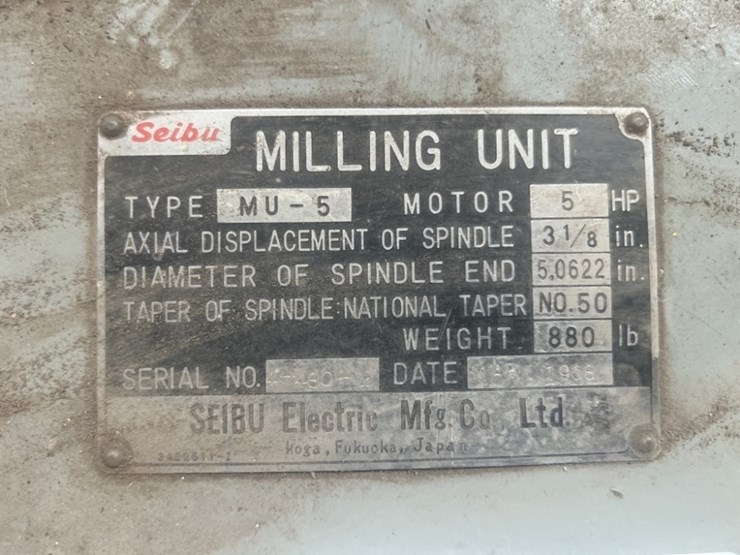 Seibu MILLING UNIT
TYPE MU-5 MOTOR 5 HP
AXIAL DISPLACEMENT OF SPINDLE 3 1/8 in.
DIAMETER OF SPINDLE END 5.0622 in.
TAPER OF SPINDLE:NATIONAL TAPER NO.50
WEIGHT 880 lb
SERIAL NO. DATE
SEIBU Electric Mfg. Co Ltd.
Koga, Fukuoka, Japan